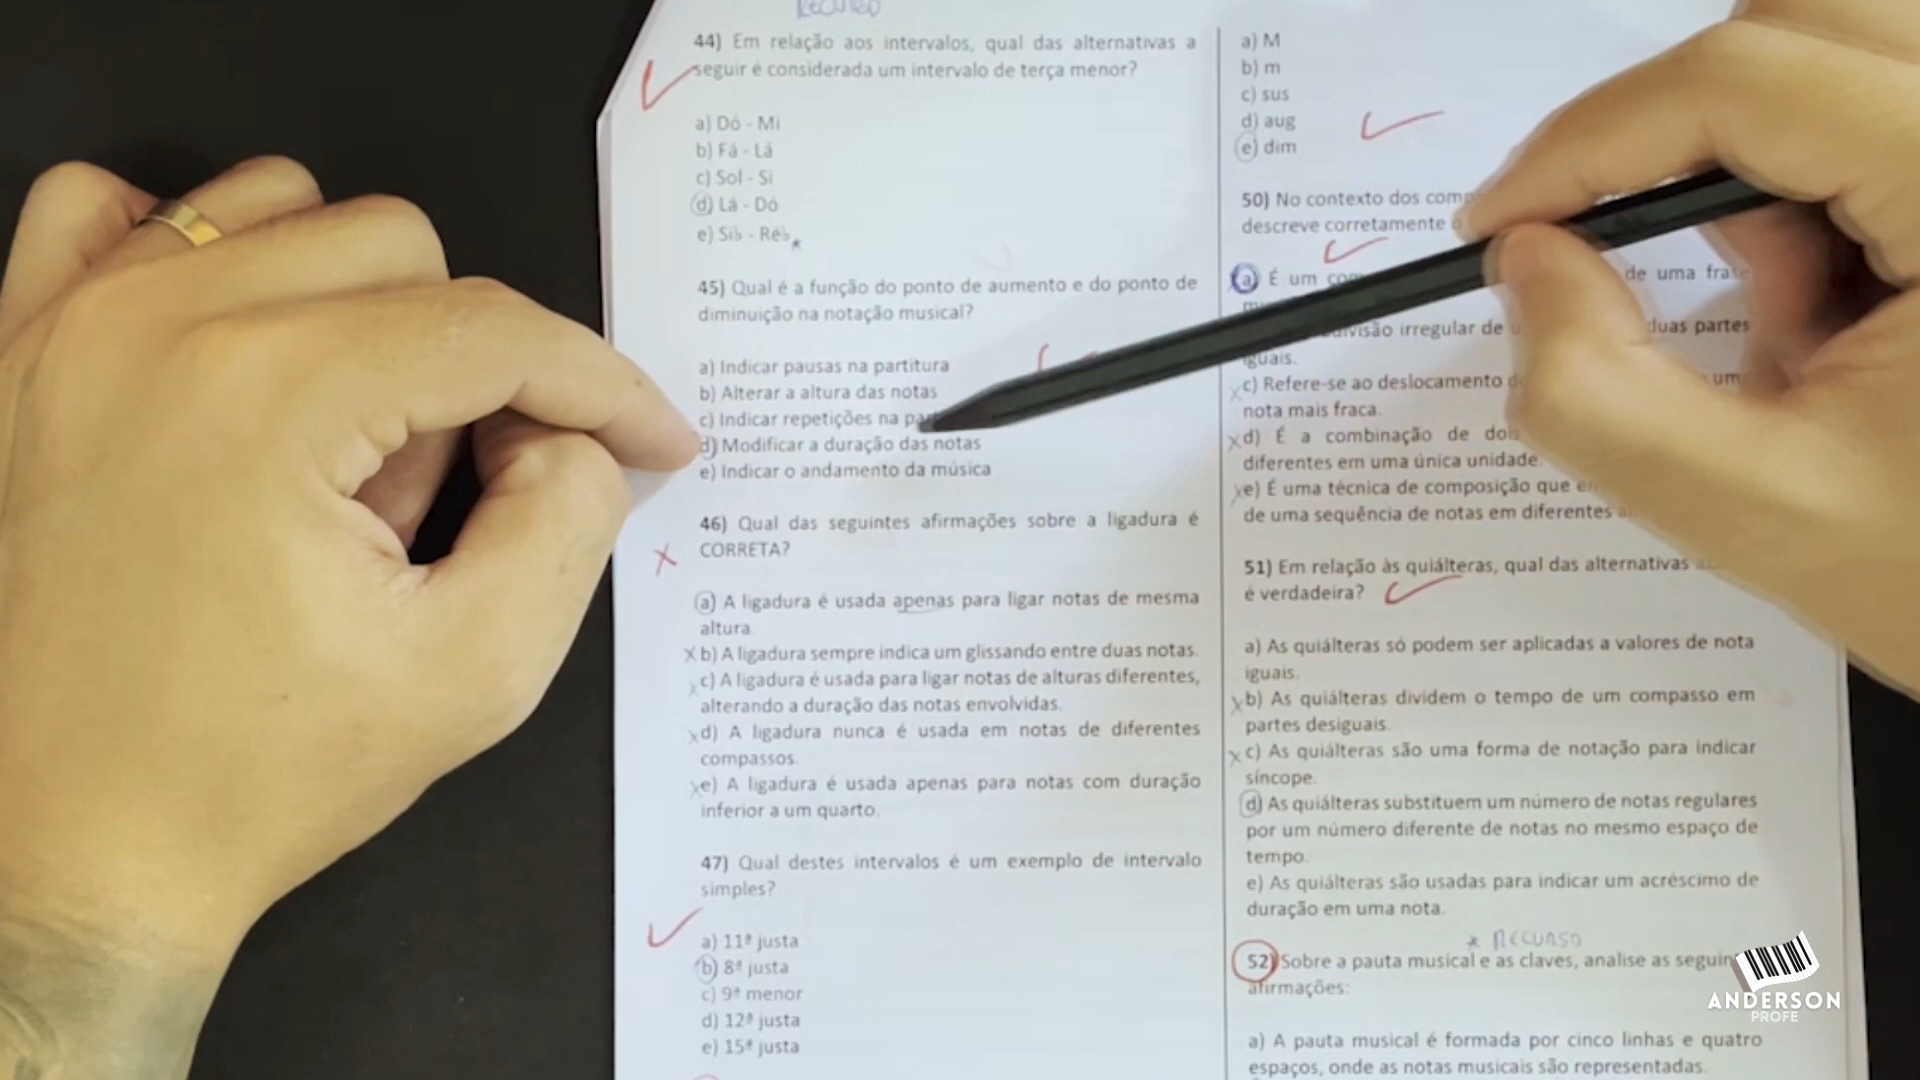 RECURSO
44) Em relação aos intervalos, qual das alternativas a
seguir é considerada um intervalo de terça menor?
a) Dó - Mi
b) Fá - Lá
c) Sol - Si
d) Lá - Dó
e) Si♭ - Ré♭
45) Qual é a função do ponto de aumento e do ponto de
diminuição na notação musical?
a) Indicar pausas na partitura
b) Alterar a altura das notas
c) Indicar repetições na
d) Modificar a duração das notas
e) Indicar o andamento da música
46) Qual das seguintes afirmações sobre a ligadura é
CORRETA?
a) A ligadura é usada apenas para ligar notas de mesma
altura.
b) A ligadura sempre indica um glissando entre duas notas.
c) A ligadura é usada para ligar notas de alturas diferentes,
alterando a duração das notas envolvidas.
d) A ligadura nunca é usada em notas de diferentes
compassos.
e) A ligadura é usada apenas para notas com duração
inferior a um quarto.
47) Qual destes intervalos é um exemplo de intervalo
simples?
a) 11ª justa
b) 8ª justa
c) 9ª menor
d) 12ª justa
e) 15ª justa
a) M
b) m
c) sus
d) aug
e) dim
50) No contexto dos
descreve corretamente
a) É um de uma frase
irregular de duas partes
iguais.
c) Refere-se ao deslocamento um
nota mais fraca.
d) É a combinação de
diferentes em uma única unidade.
e) É uma técnica de composição que
de uma sequência de notas em diferentes
51) Em relação às quiálteras, qual das alternativas
é verdadeira?
a) As quiálteras só podem ser aplicadas a valores de nota
iguais.
b) As quiálteras dividem o tempo de um compasso em
partes desiguais.
c) As quiálteras são uma forma de notação para indicar
síncope.
d) As quiálteras substituem um número de notas regulares
por um número diferente de notas no mesmo espaço de
tempo.
e) As quiálteras são usadas para indicar um acréscimo de
duração em uma nota.
* RECURSO
52) Sobre a pauta musical e as claves, analise as
afirmações:
a) A pauta musical é formada por cinco linhas e quatro
espaços, onde as notas musicais são representadas.
ANDERSON
PROFE